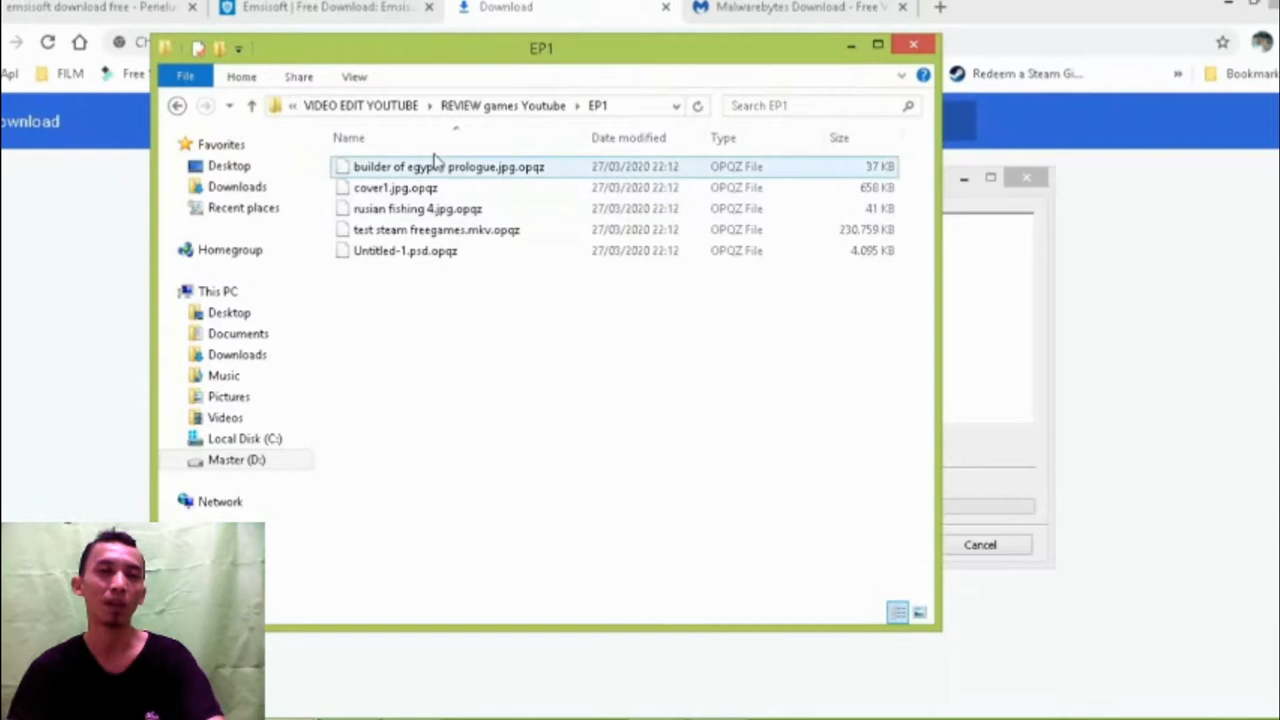 emsisoft download free - Penelu
Emsisoft | Free Download: Emsis
Download
Malwarebytes Download - Free V
Apl
FILM
Free
Redeem a Steam Gi...
Bookmark
ownload
EP1
File
Home
Share
View
VIDEO EDIT YOUTUBE
REVIEW games Youtube
EP1
Search EP1
Name
Date modified
Type
Size
builder of egypt prologue.jpg.opqz 27/03/2020 22:12 OPQZ File 37 KB
cover1.jpg.opqz 27/03/2020 22:12 OPQZ File 658 KB
rusian fishing 4.jpg.opqz 27/03/2020 22:12 OPQZ File 41 KB
test steam freegames.mkv.opqz 27/03/2020 22:12 OPQZ File 230.759 KB
Untitled-1.psd.opqz 27/03/2020 22:12 OPQZ File 4.095 KB
Favorites
Desktop
Downloads
Recent places
Homegroup
This PC
Desktop
Documents
Downloads
Music
Pictures
Videos
Local Disk (C:)
Master (D:)
Network
Cancel